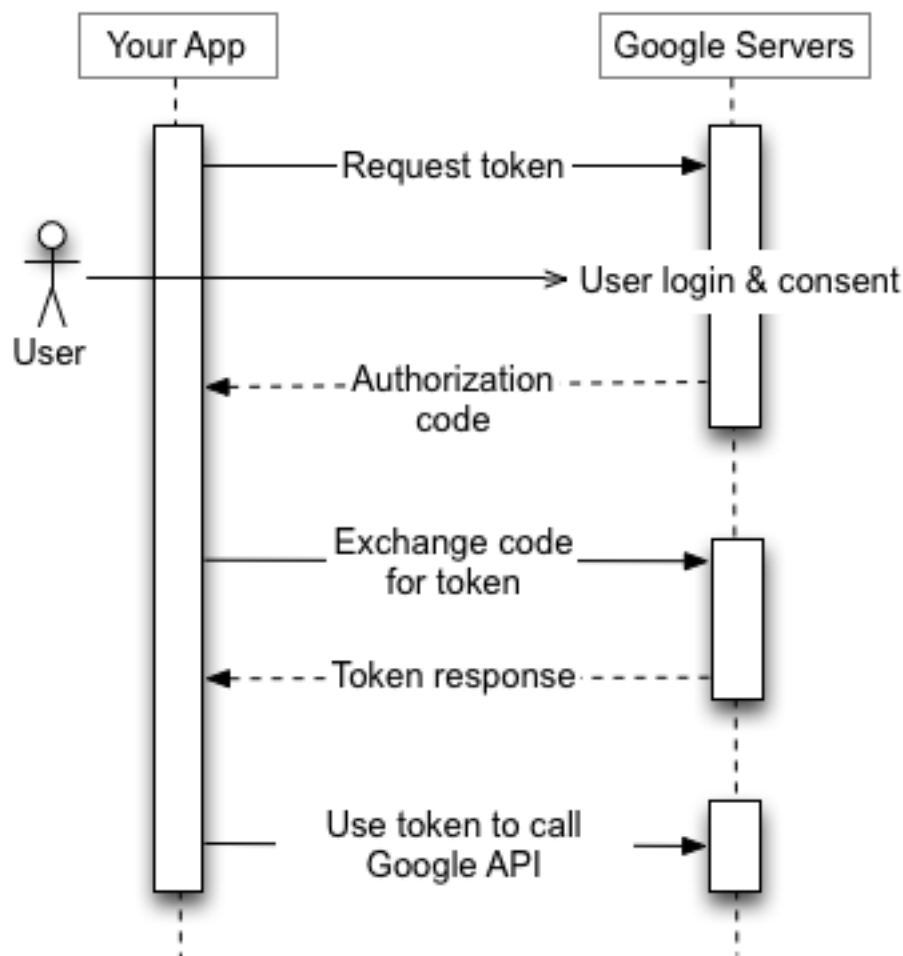 Your App
Google Servers
Request token
User login & consent
User
Authorization
code
Exchange code
for token
Token response
Use token to call
Google API